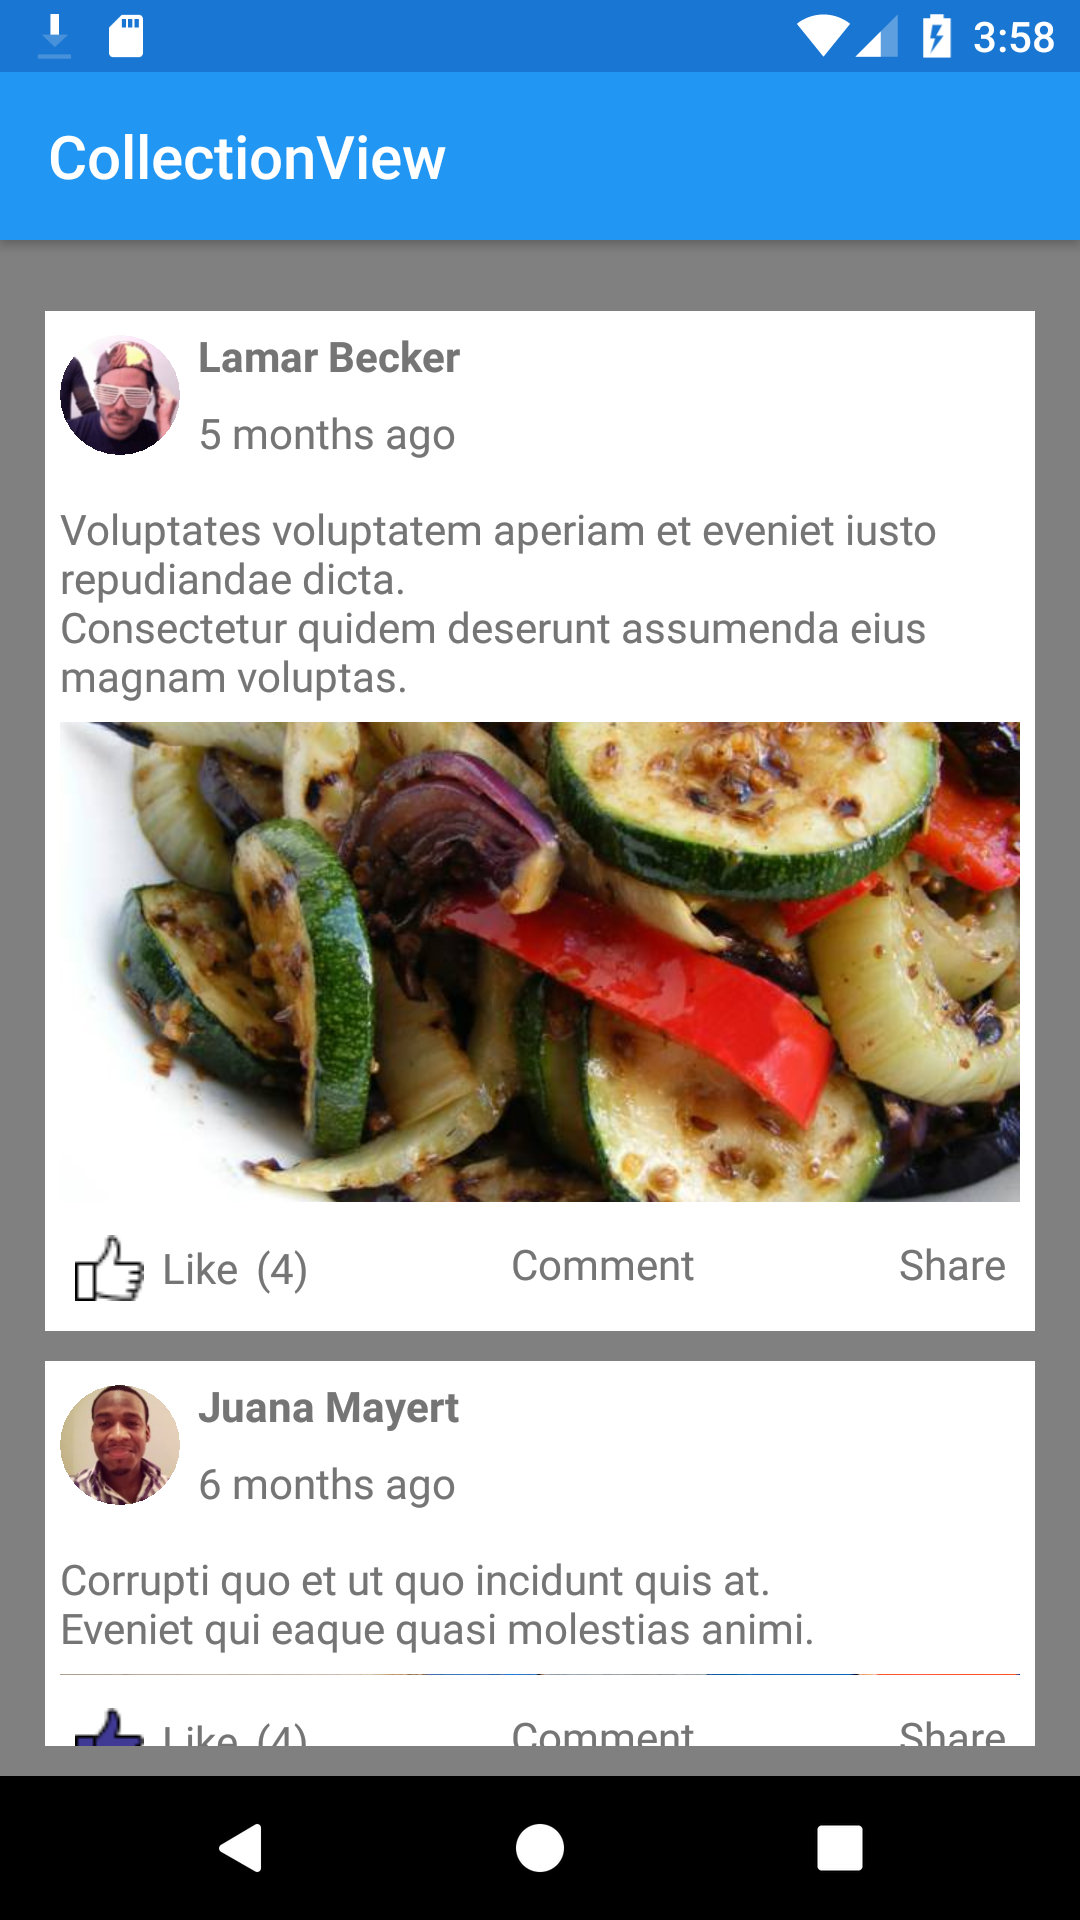 3:58
CollectionView
Lamar Becker
5 months ago
Voluptates voluptatem aperiam et eveniet iusto
repudiandae dicta.
Consectetur quidem deserunt assumenda eius
magnam voluptas.
Like (4) Comment Share
Juana Mayert
6 months ago
Corrupti quo et ut quo incidunt quis at.
Eveniet qui eaque quasi molestias animi.
Like (4) Comment Share